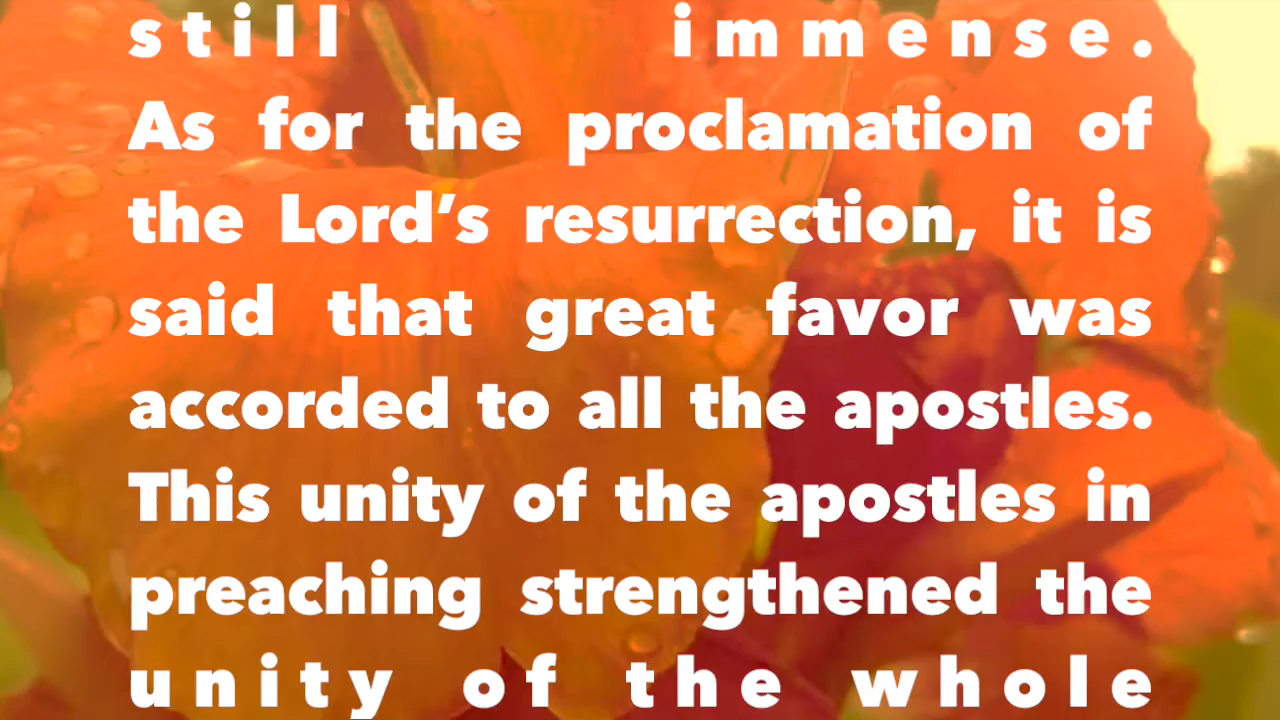 still immense.
As for the proclamation of
the Lord’s resurrection, it is
said that great favor was
accorded to all the apostles.
This unity of the apostles in
preaching strengthened the
unity of the whole